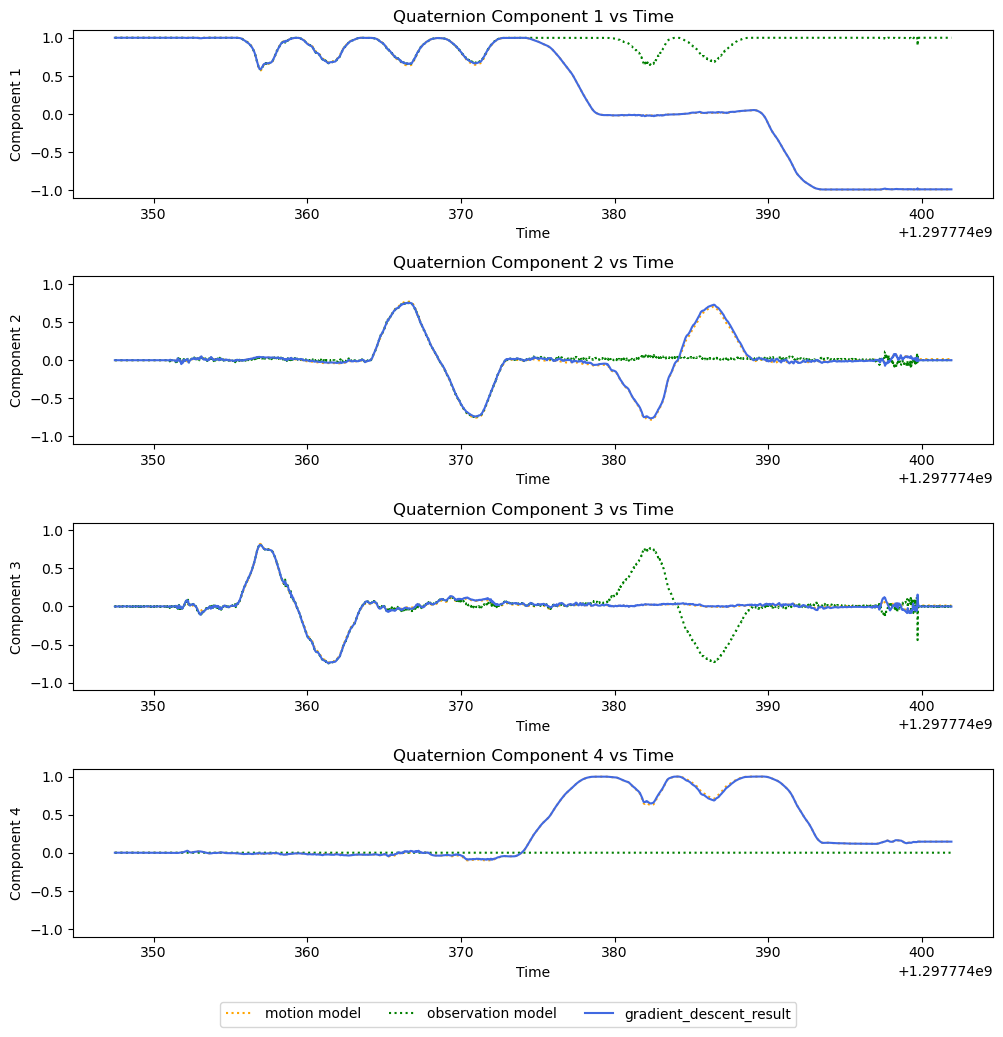 Quaternion Component 1 vs Time
1.0
0.5
0.0
−0.5
−1.0
Component 1
350 360 370 380 390 400
Time
+1.297774e9
Quaternion Component 2 vs Time
1.0
0.5
0.0
−0.5
−1.0
Component 2
350 360 370 380 390 400
Time
+1.297774e9
Quaternion Component 3 vs Time
1.0
0.5
0.0
−0.5
−1.0
Component 3
350 360 370 380 390 400
Time
+1.297774e9
Quaternion Component 4 vs Time
1.0
0.5
0.0
−0.5
−1.0
Component 4
350 360 370 380 390 400
Time
+1.297774e9
motion model observation model gradient_descent_result